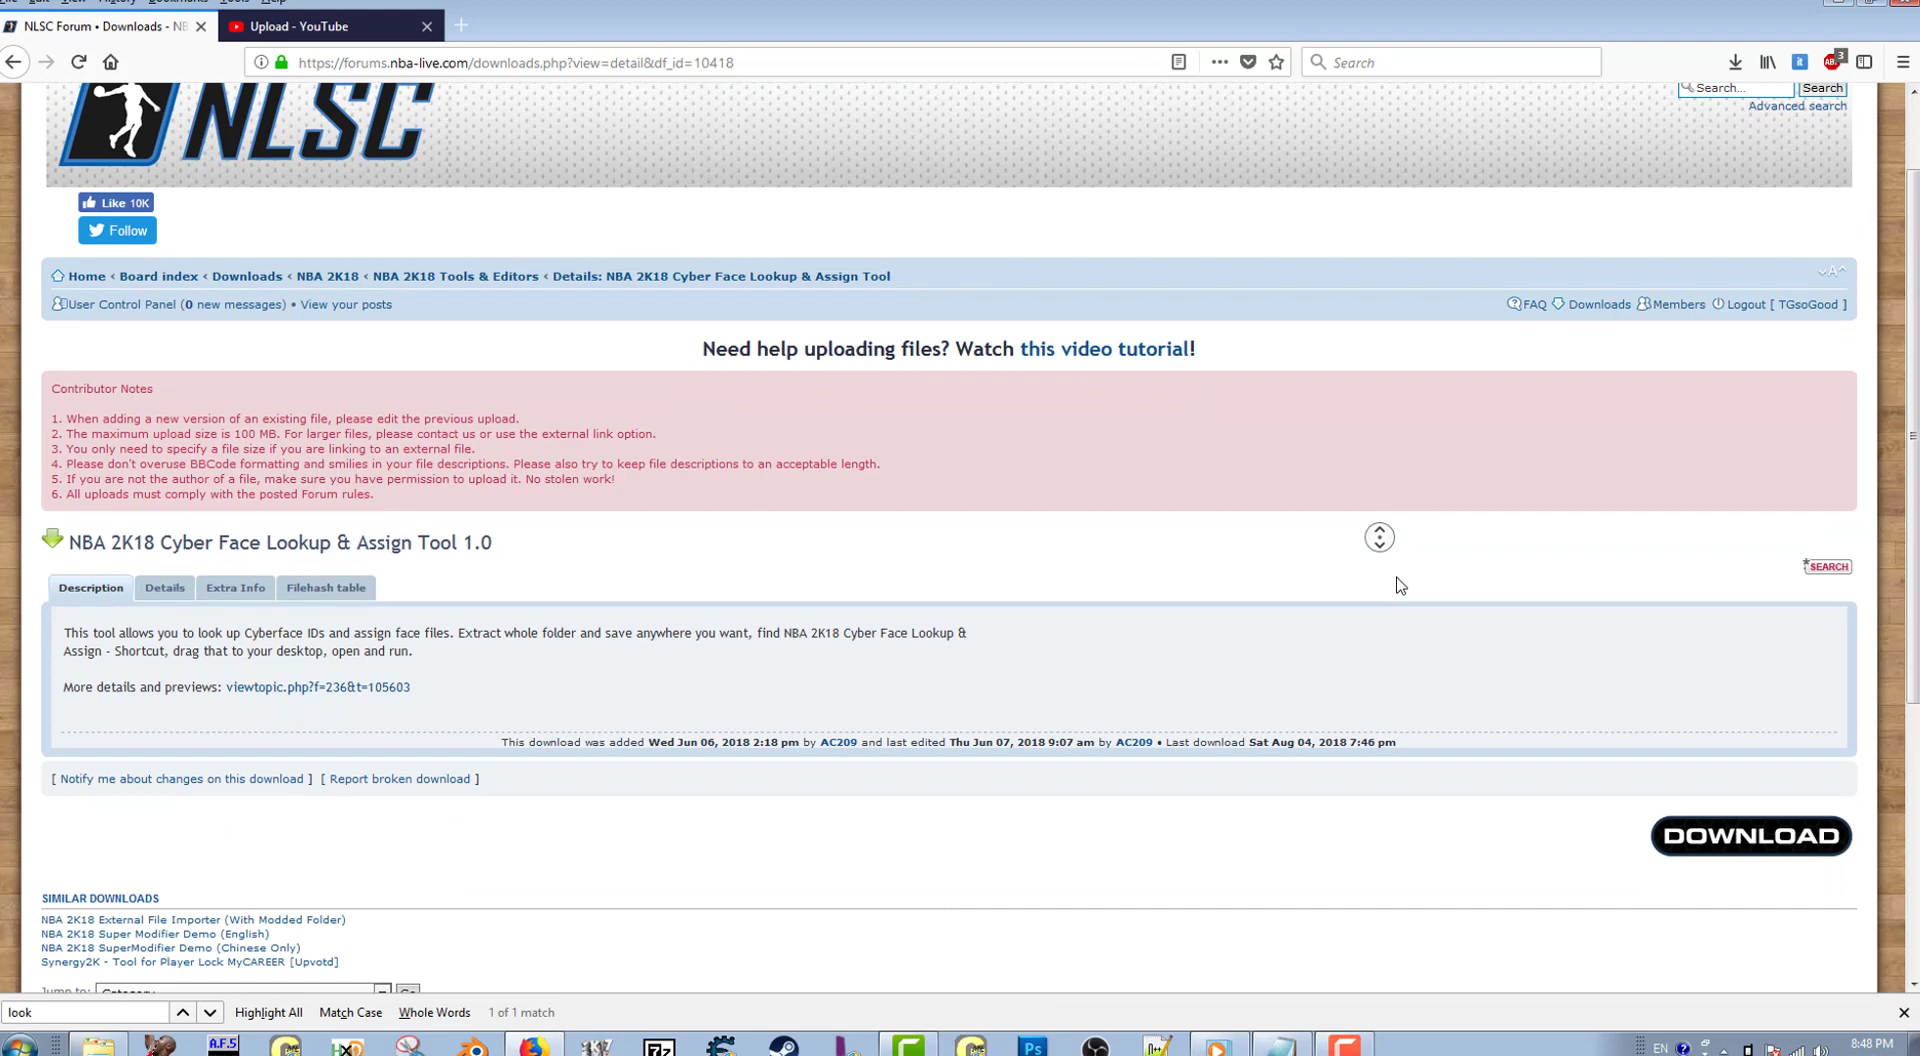 NLSC Forum • Downloads - NB
Upload - YouTube
https://forums.nba-live.com/downloads.php?view=detail&df_id=10418
Search
3
NLSC
Search...
Search
Advanced search
Like 10K
Follow
Home ‹ Board index ‹ Downloads ‹ NBA 2K18 ‹ NBA 2K18 Tools & Editors ‹ Details: NBA 2K18 Cyber Face Lookup & Assign Tool
User Control Panel (0 new messages) • View your posts
FAQ Downloads Members Logout [ TGsoGood ]
Need help uploading files? Watch this video tutorial!
Contributor Notes
1. When adding a new version of an existing file, please edit the previous upload.
2. The maximum upload size is 100 MB. For larger files, please contact us or use the external link option.
3. You only need to specify a file size if you are linking to an external file.
4. Please don't overuse BBCode formatting and smilies in your file descriptions. Please also try to keep file descriptions to an acceptable length.
5. If you are not the author of a file, make sure you have permission to upload it. No stolen work!
6. All uploads must comply with the posted Forum rules.
NBA 2K18 Cyber Face Lookup & Assign Tool 1.0
SEARCH
Description Details Extra Info Filehash table
This tool allows you to look up Cyberface IDs and assign face files. Extract whole folder and save anywhere you want, find NBA 2K18 Cyber Face Lookup &
Assign - Shortcut, drag that to your desktop, open and run.
More details and previews: viewtopic.php?f=236&t=105603
This download was added Wed Jun 06, 2018 2:18 pm by AC209 and last edited Thu Jun 07, 2018 9:07 am by AC209 • Last download Sat Aug 04, 2018 7:46 pm
[ Notify me about changes on this download ] [ Report broken download ]
DOWNLOAD
SIMILAR DOWNLOADS
NBA 2K18 External File Importer (With Modded Folder)
NBA 2K18 Super Modifier Demo (English)
NBA 2K18 SuperModifier Demo (Chinese Only)
Synergy2K - Tool for Player Lock MyCAREER [Upvotd]
Jump to: Category
look
Highlight All Match Case Whole Words 1 of 1 match
A.F.5
7z
Ps
EN
8:48 PM